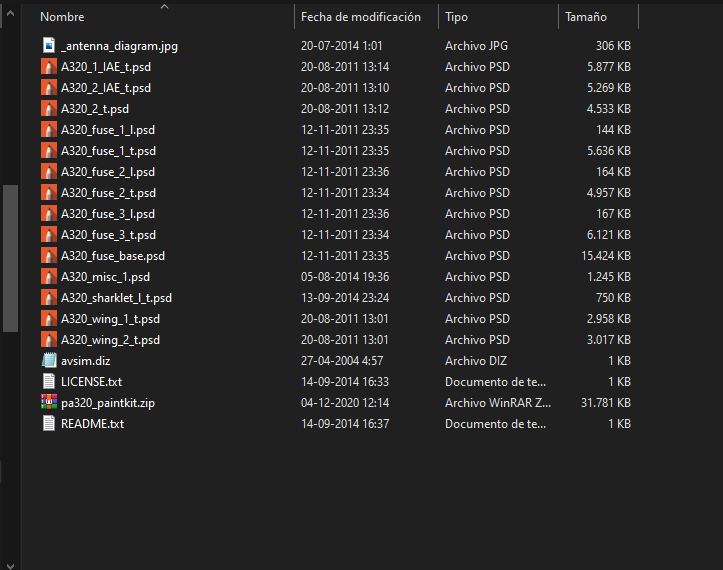 Nombre Fecha de modificación Tipo Tamaño
_antenna_diagram.jpg 20-07-2014 1:01 Archivo JPG 306 KB
A320_1_IAE_t.psd 20-08-2011 13:14 Archivo PSD 5.877 KB
A320_2_IAE_t.psd 20-08-2011 13:10 Archivo PSD 5.269 KB
A320_2_t.psd 20-08-2011 13:12 Archivo PSD 4.533 KB
A320_fuse_1_l.psd 12-11-2011 23:35 Archivo PSD 144 KB
A320_fuse_1_t.psd 12-11-2011 23:35 Archivo PSD 5.636 KB
A320_fuse_2_l.psd 12-11-2011 23:36 Archivo PSD 164 KB
A320_fuse_2_t.psd 12-11-2011 23:34 Archivo PSD 4.957 KB
A320_fuse_3_l.psd 12-11-2011 23:36 Archivo PSD 167 KB
A320_fuse_3_t.psd 12-11-2011 23:34 Archivo PSD 6.121 KB
A320_fuse_base.psd 12-11-2011 23:35 Archivo PSD 15.424 KB
A320_misc_1.psd 05-08-2014 19:36 Archivo PSD 1.245 KB
A320_sharklet_l_t.psd 13-09-2014 23:24 Archivo PSD 750 KB
A320_wing_1_t.psd 20-08-2011 13:01 Archivo PSD 2.958 KB
A320_wing_2_t.psd 20-08-2011 13:01 Archivo PSD 3.017 KB
avsim.diz 27-04-2004 4:57 Archivo DIZ 1 KB
LICENSE.txt 14-09-2014 16:33 Documento de te... 1 KB
pa320_paintkit.zip 04-12-2020 12:14 Archivo WinRAR Z... 31.781 KB
README.txt 14-09-2014 16:37 Documento de te... 1 KB